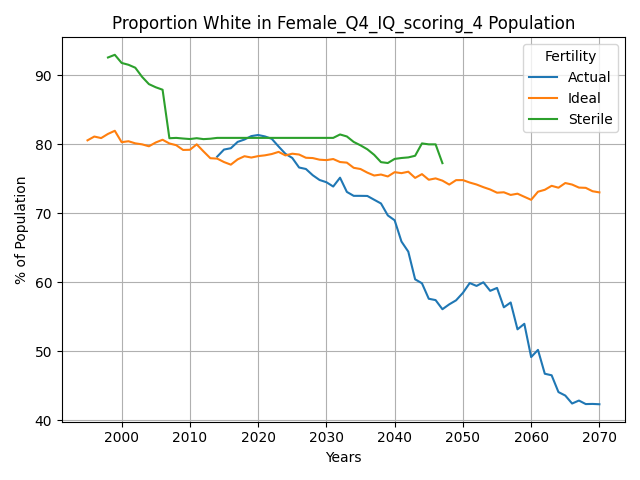 Proportion White in Female_Q4_IQ_scoring_4 Population
Fertility
Actual
Ideal
Sterile
% of Population
90
80
70
60
50
40
2000
2010
2020
2030
2040
2050
2060
2070
Years